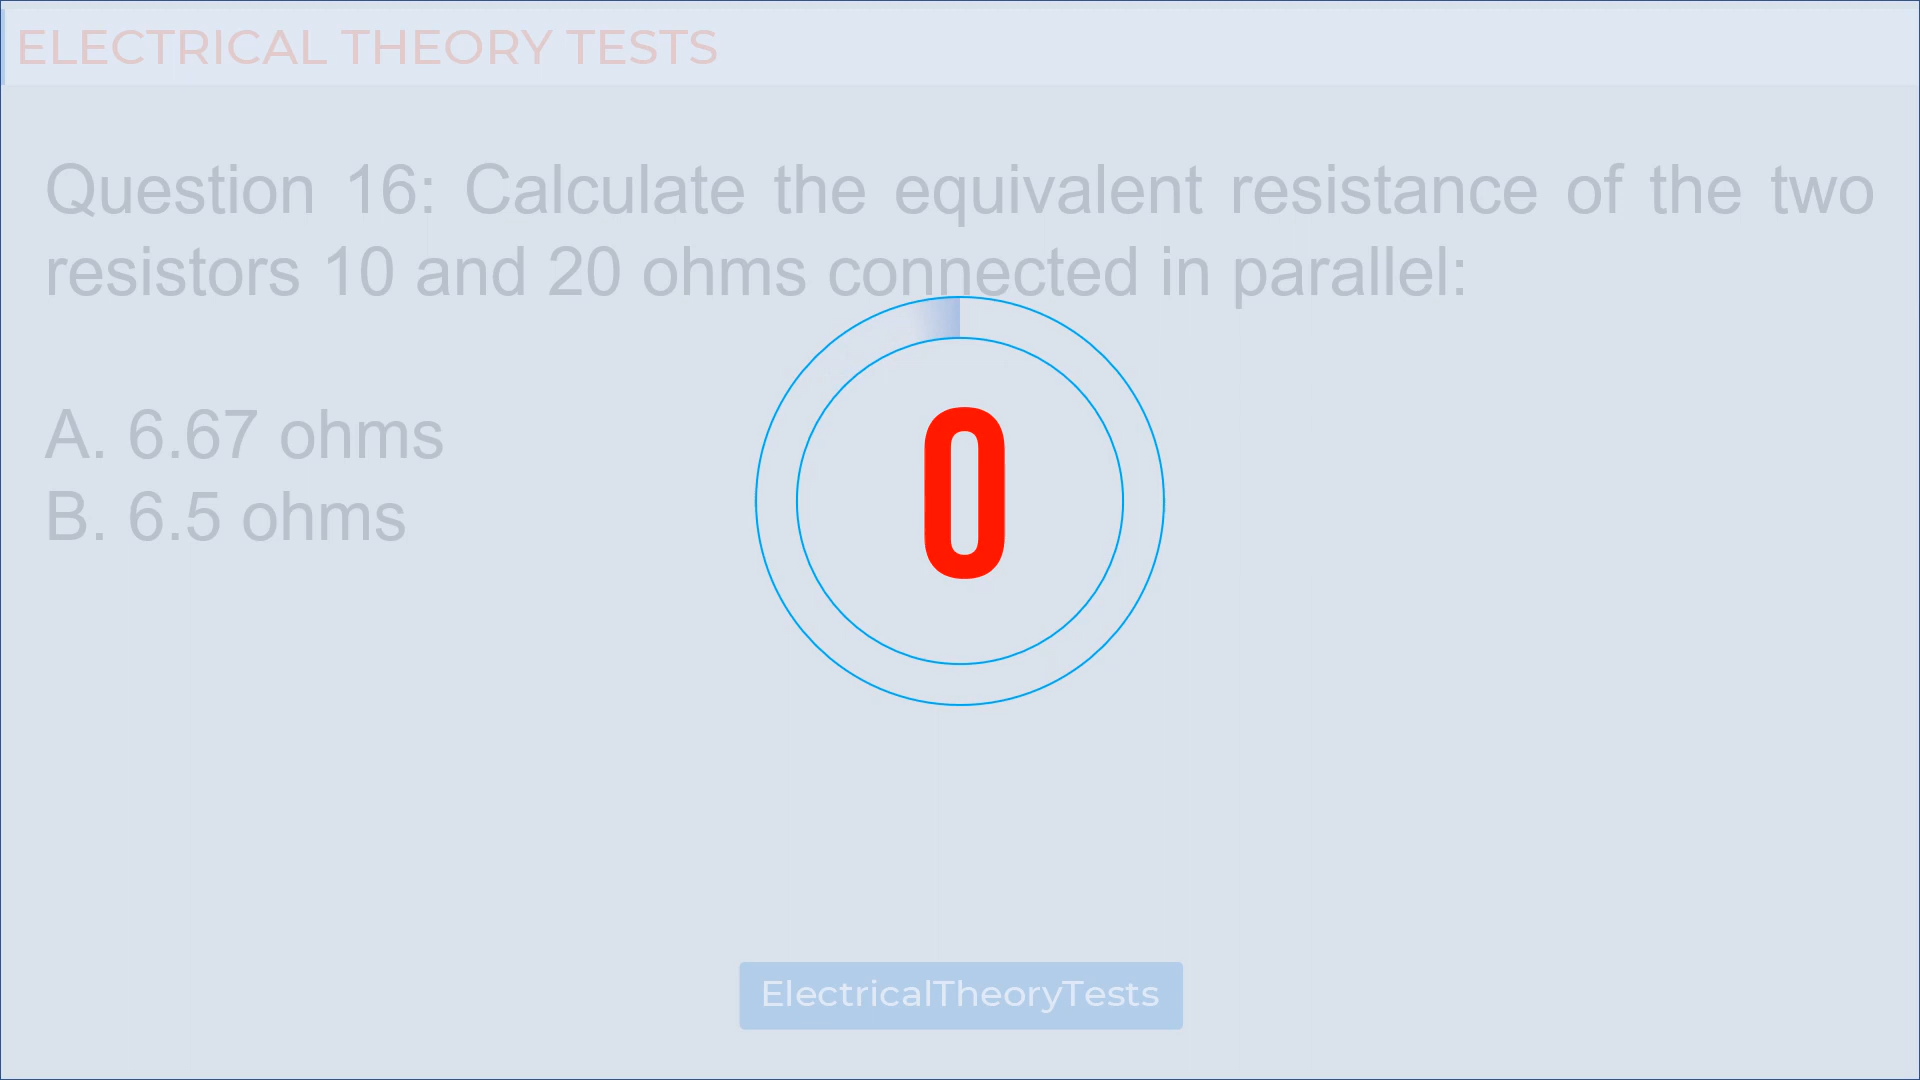 ELECTRICAL THEORY TESTS
Question 16: Calculate the equivalent resistance of the two
resistors 10 and 20 ohms connected in parallel:
A. 6.67 ohms
B. 6.5 ohms
0
ElectricalTheoryTests